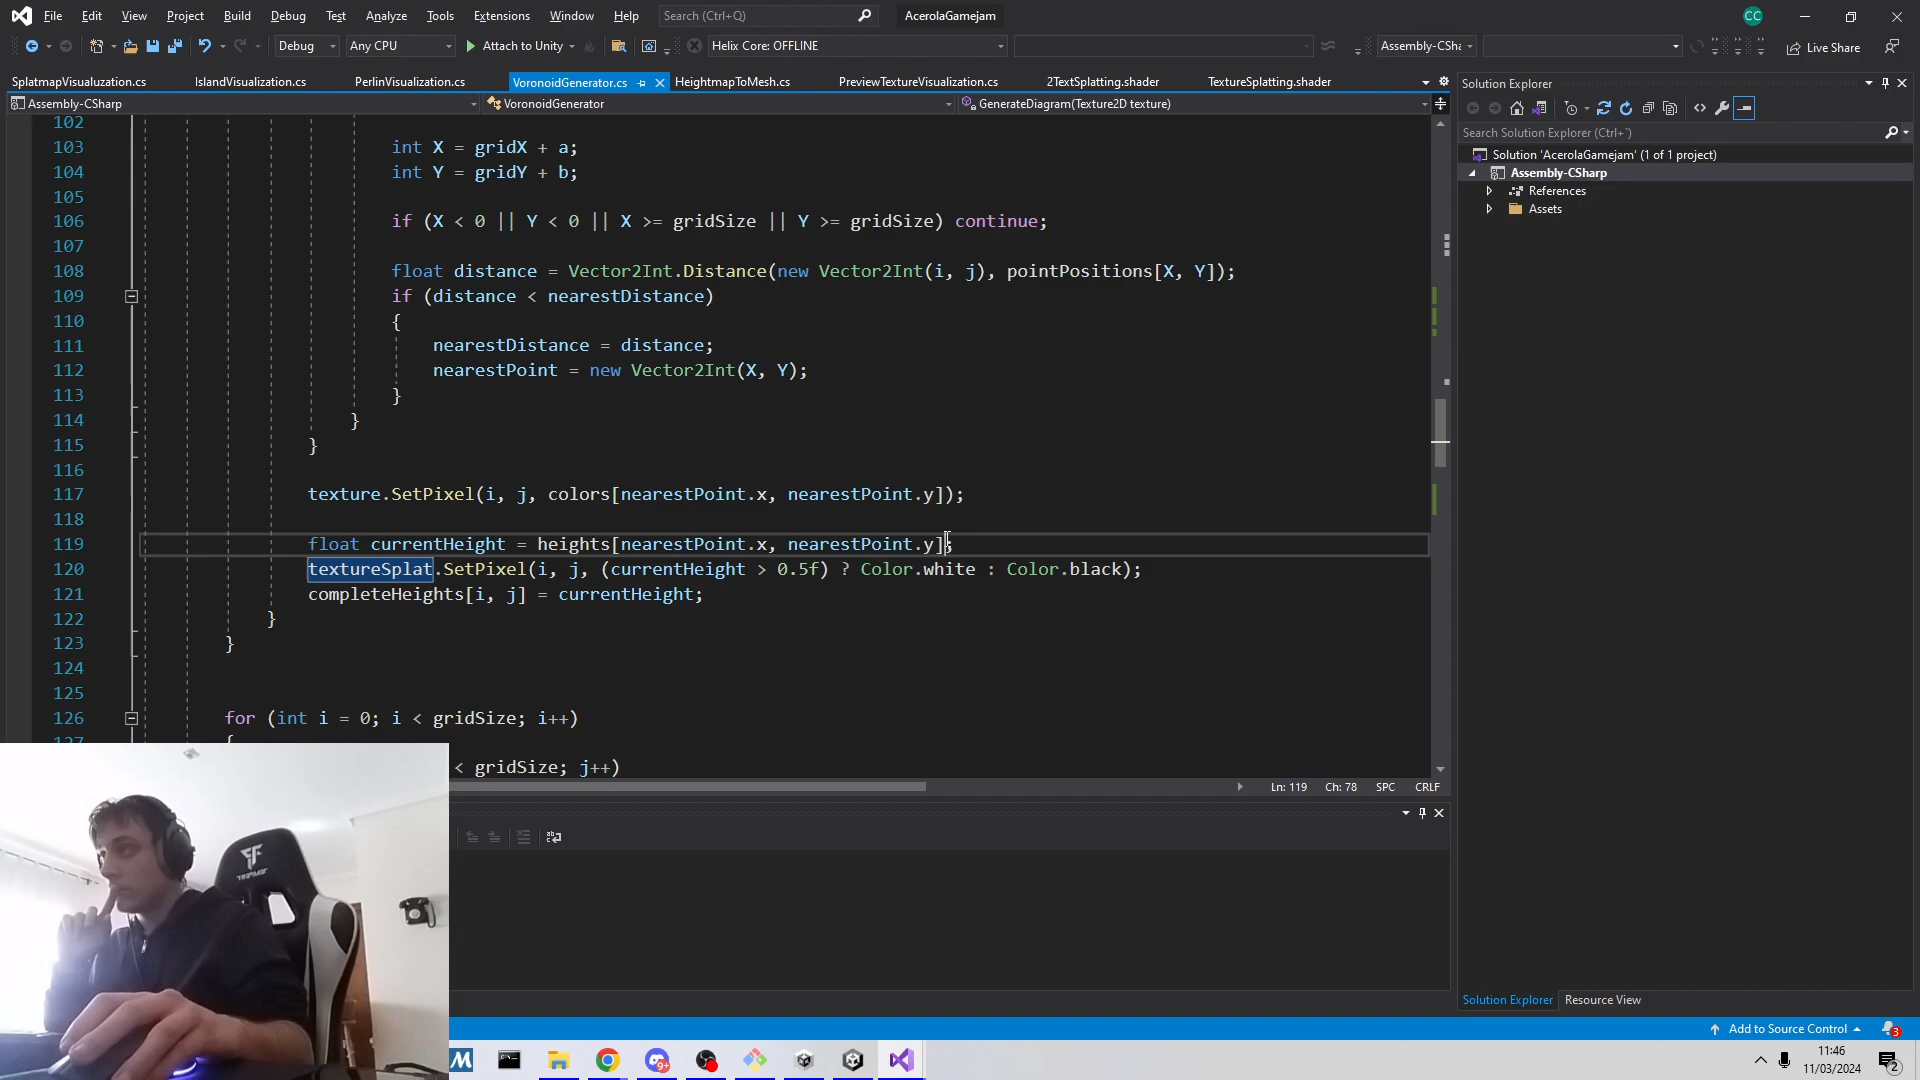 File Edit View Project Build Debug Test Analyze Tools Extensions Window Help Search (Ctrl+Q) AcerolaGamejam CC
Debug Any CPU Attach to Unity Helix Core: OFFLINE Assembly-CSha Live Share
SplatmapVisualuzation.cs IslandVisualization.cs PerlinVisualization.cs VoronoidGenerator.cs HeightmapToMesh.cs PreviewTextureVisualization.cs 2TextSplatting.shader TextureSplatting.shader
Assembly-CSharp VoronoidGenerator GenerateDiagram(Texture2D texture)
102
103 int X = gridX + a;
104 int Y = gridY + b;
105
106 if (X < 0 || Y < 0 || X >= gridSize || Y >= gridSize) continue;
107
108 float distance = Vector2Int.Distance(new Vector2Int(i, j), pointPositions[X, Y]);
109 if (distance < nearestDistance)
110 {
111 nearestDistance = distance;
112 nearestPoint = new Vector2Int(X, Y);
113 }
114 }
115 }
116
117 texture.SetPixel(i, j, colors[nearestPoint.x, nearestPoint.y]);
118
119 float currentHeight = heights[nearestPoint.x, nearestPoint.y];
120 textureSplat.SetPixel(i, j, (currentHeight > 0.5f) ? Color.white : Color.black);
121 completeHeights[i, j] = currentHeight;
122 }
123 }
124
125
126 for (int i = 0; i < gridSize; i++)
127 {
< gridSize; j++)
Ln: 119 Ch: 78 SPC CRLF
Solution Explorer
Search Solution Explorer (Ctrl+')
Solution 'AcerolaGamejam' (1 of 1 project)
Assembly-CSharp
References
Assets
Solution Explorer Resource View
Add to Source Control 3
9+
11:46
11/03/2024
2